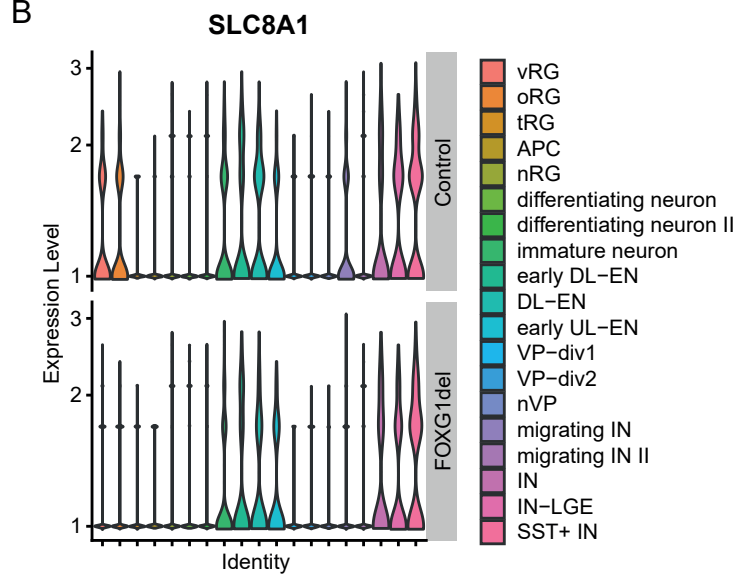 B
SLC8A1
Expression Level
3
2
1
Control
3
2
1
FOXG1del
Identity
vRG
oRG
tRG
APC
nRG
differentiating neuron
differentiating neuron II
immature neuron
early DL−EN
DL−EN
early UL−EN
VP−div1
VP−div2
nVP
migrating IN
migrating IN II
IN
IN−LGE
SST+ IN